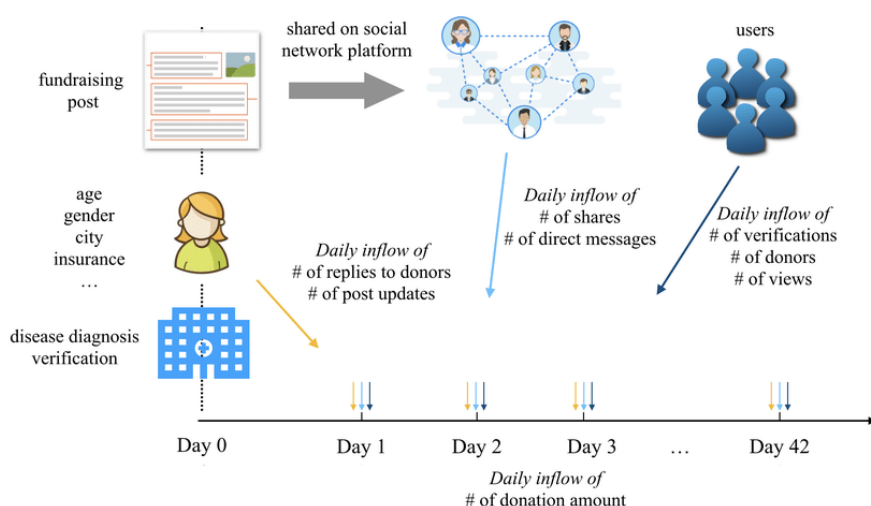 fundraising
post
shared on social
network platform
users
age
gender
city
insurance
…
Daily inflow of
# of replies to donors
# of post updates
Daily inflow of
# of shares
# of direct messages
Daily inflow of
# of verifications
# of donors
# of views
disease diagnosis
verification
Day 0
Day 1
Day 2
Day 3
…
Day 42
Daily inflow of
# of donation amount